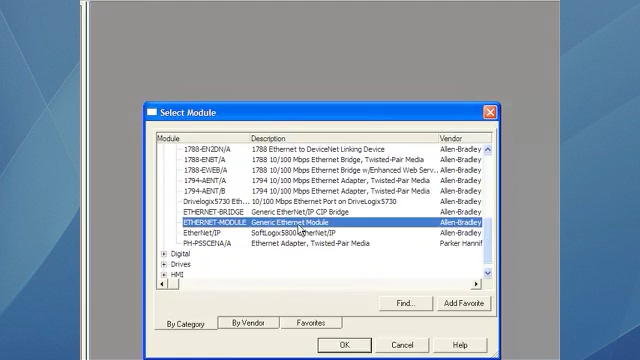 Select Module
Module Description Vendor
1788-EN2DN/A 1788 Ethernet to DeviceNet Linking Device Allen-Bradley
1788-ENBT/A 1788 10/100 Mbps Ethernet Bridge, Twisted-Pair Media Allen-Bradley
1788-EWEB/A 1788 10/100 Mbps Ethernet Bridge w/Enhanced Web Serv... Allen-Bradley
1794-AENT/A 1794 10/100 Mbps Ethernet Adapter, Twisted-Pair Media Allen-Bradley
1794-AENT/B 1794 10/100 Mbps Ethernet Adapter, Twisted-Pair Media Allen-Bradley
Drivelogix5730 Eth... 10/100 Mbps Ethernet Port on DriveLogix5730 Allen-Bradley
ETHERNET-BRIDGE Generic EtherNet/IP CIP Bridge Allen-Bradley
ETHERNET-MODULE Generic Ethernet Module Allen-Bradley
EtherNet/IP SoftLogix5800 EtherNet/IP Allen-Bradley
PH-PSSCENA/A Ethernet Adapter, Twisted-Pair Media Parker Hannif
Digital
Drives
HMI
Find... Add Favorite
By Category By Vendor Favorites
OK Cancel Help